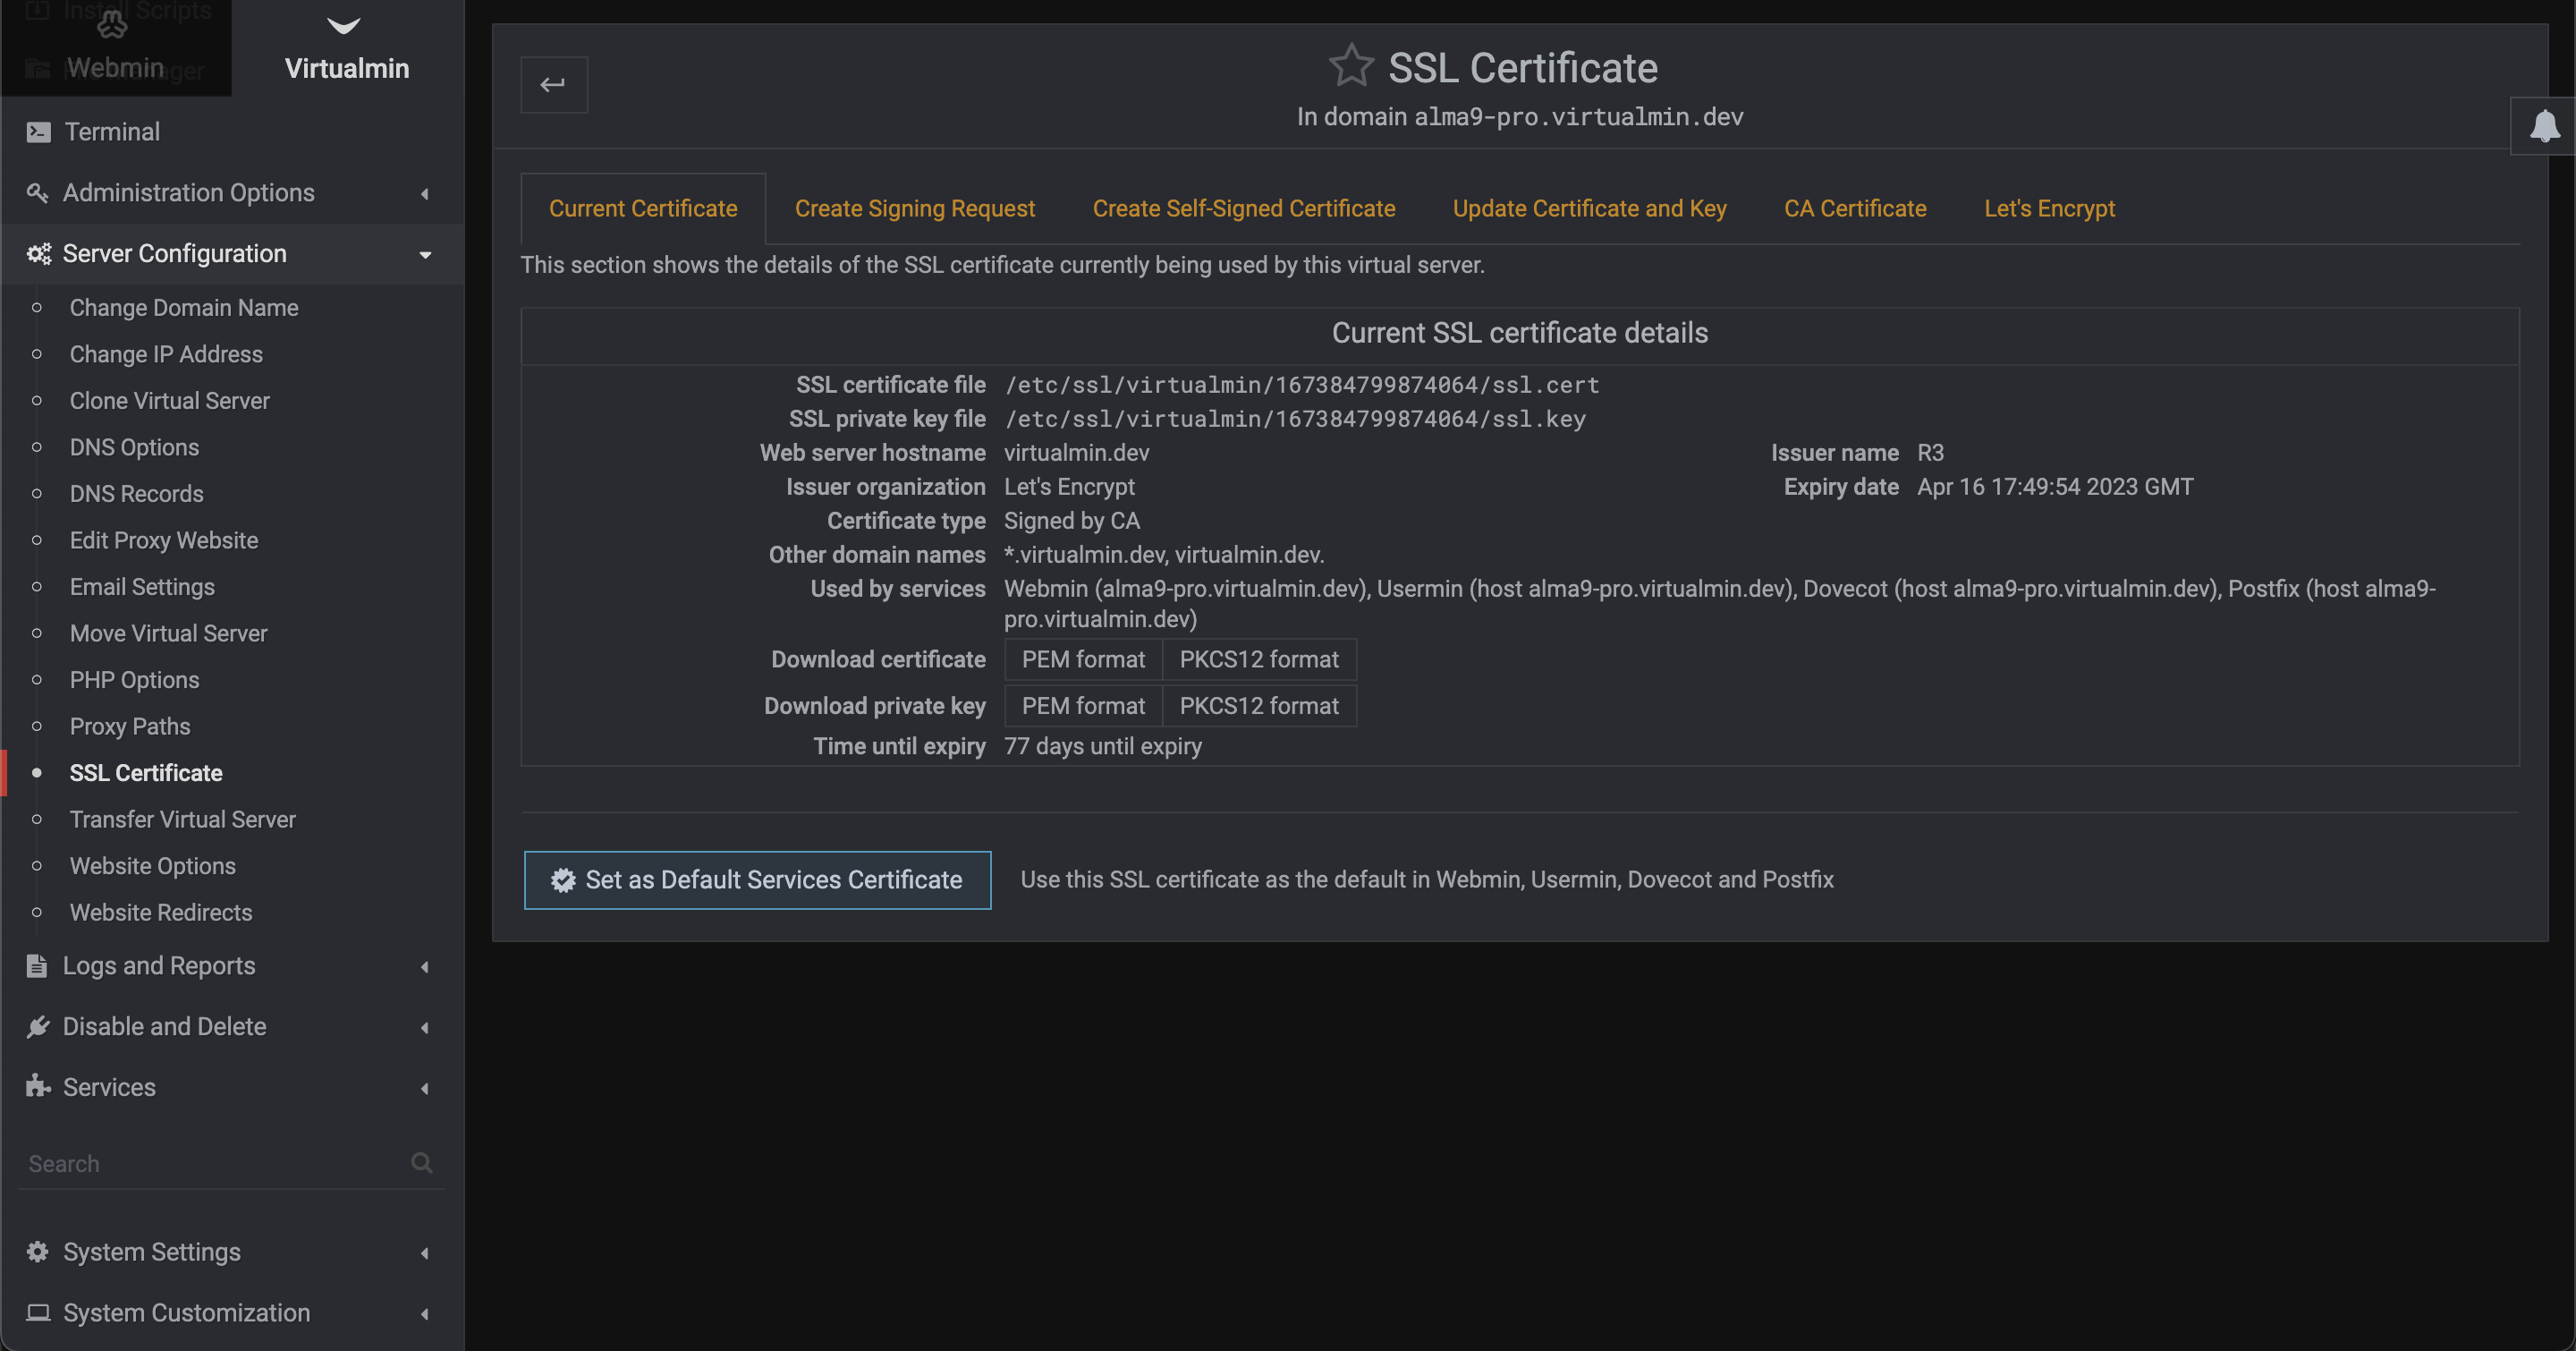 Install Scripts
Webmin
Virtualmin
Terminal
Administration Options
Server Configuration
Change Domain Name
Change IP Address
Clone Virtual Server
DNS Options
DNS Records
Edit Proxy Website
Email Settings
Move Virtual Server
PHP Options
Proxy Paths
SSL Certificate
Transfer Virtual Server
Website Options
Website Redirects
Logs and Reports
Disable and Delete
Services
Search
System Settings
System Customization
SSL Certificate
In domain alma9-pro.virtualmin.dev
Current Certificate Create Signing Request Create Self-Signed Certificate Update Certificate and Key CA Certificate Let's Encrypt
This section shows the details of the SSL certificate currently being used by this virtual server.
Current SSL certificate details
SSL certificate file /etc/ssl/virtualmin/167384799874064/ssl.cert
SSL private key file /etc/ssl/virtualmin/167384799874064/ssl.key
Web server hostname virtualmin.dev Issuer name R3
Issuer organization Let's Encrypt Expiry date Apr 16 17:49:54 2023 GMT
Certificate type Signed by CA
Other domain names *.virtualmin.dev, virtualmin.dev.
Used by services Webmin (alma9-pro.virtualmin.dev), Usermin (host alma9-pro.virtualmin.dev), Dovecot (host alma9-pro.virtualmin.dev), Postfix (host alma9-
pro.virtualmin.dev)
Download certificate PEM format PKCS12 format
Download private key PEM format PKCS12 format
Time until expiry 77 days until expiry
Set as Default Services Certificate Use this SSL certificate as the default in Webmin, Usermin, Dovecot and Postfix